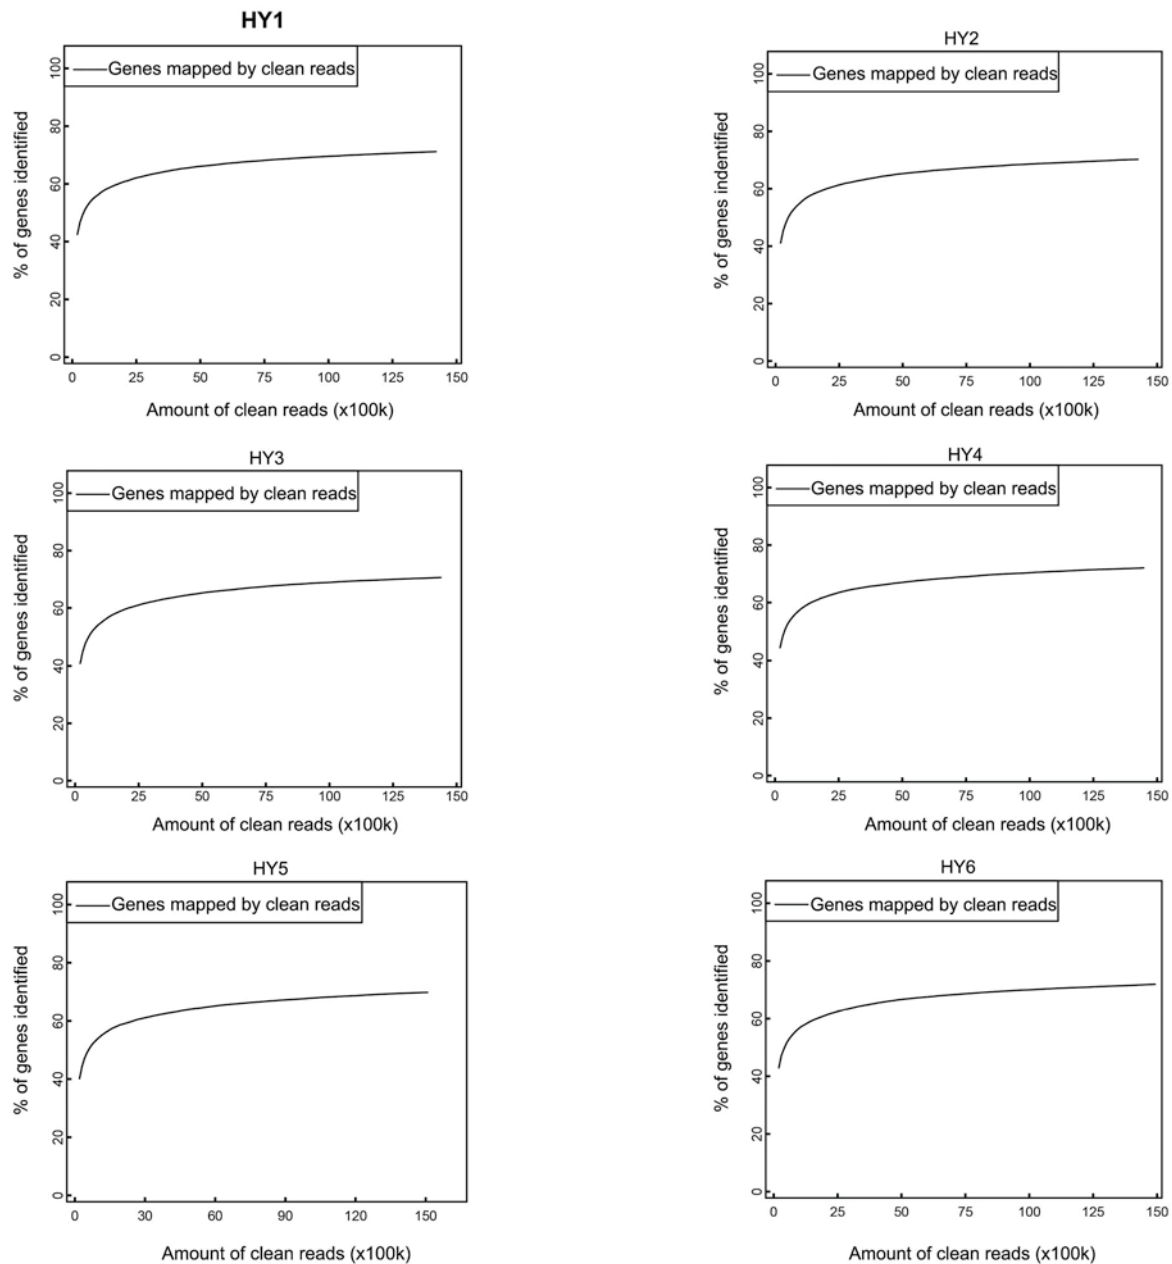 HY1
Genes mapped by clean reads
% of genes identified
100
80
60
40
20
0
0 25 50 75 100 125 150
Amount of clean reads (x100k)
HY2
Genes mapped by clean reads
% of genes indentified
100
80
60
40
20
0
0 25 50 75 100 125 150
Amount of clean reads (x100k)
HY3
Genes mapped by clean reads
% of genes identified
100
80
60
40
20
0
0 25 50 75 100 125 150
Amount of clean reads (x100k)
HY4
Genes mapped by clean reads
% of genes identified
100
80
60
40
20
0
0 25 50 75 100 125 150
Amount of clean reads (x100k)
HY5
Genes mapped by clean reads
% of genes identified
100
80
60
40
20
0
0 30 60 90 120 150
Amount of clean reads (x100k)
HY6
Genes mapped by clean reads
% of genes identified
100
80
60
40
20
0
0 25 50 75 100 125 150
Amount of clean reads (x100k)